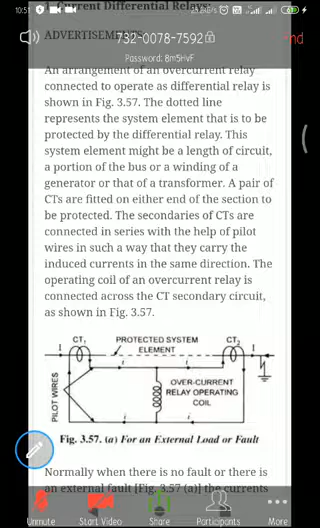 10:51
1. Current Differential Relays:
ADVERTISEMENTS:
732-0078-7592
Password: 8m5HvF
An arrangement of an overcurrent relay
connected to operate as differential relay is
shown in Fig. 3.57. The dotted line
represents the system element that is to be
protected by the differential relay. This
system element might be a length of circuit,
a portion of the bus or a winding of a
generator or that of a transformer. A pair of
CTs are fitted on either end of the section to
be protected. The secondaries of CTs are
connected in series with the help of pilot
wires in such a way that they carry the
induced currents in the same direction. The
operating coil of an overcurrent relay is
connected across the CT secondary circuit,
as shown in Fig. 3.57.
CT1 PROTECTED SYSTEM CT2
I ELEMENT I
i i
PILOT WIRES
OVER-CURRENT
RELAY OPERATING
COIL
i i
Fig. 3.57. (a) For an External Load or Fault
Normally when there is no fault or there is
an external fault [Fig. 3.57 (a)] the currents
Unmute Start Video Share Participants More